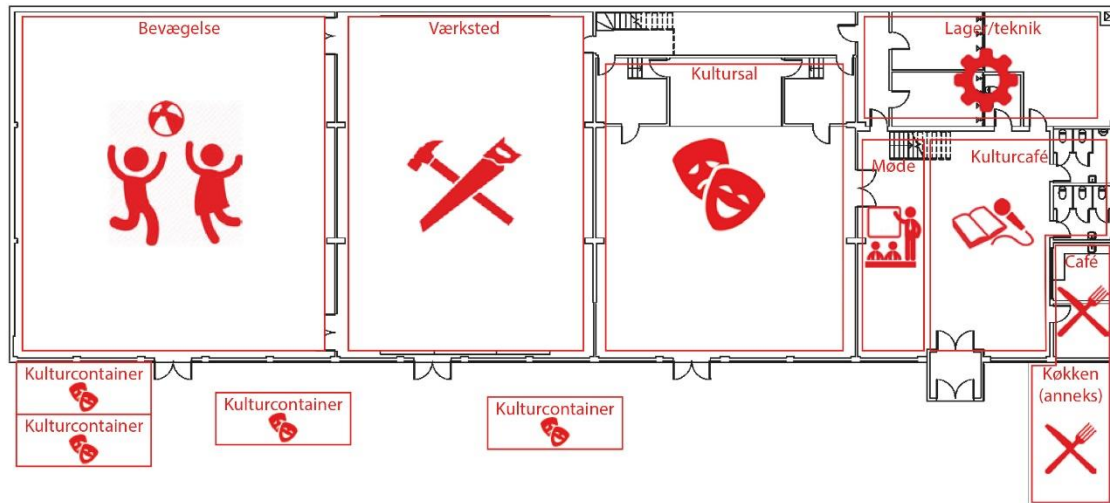 Bevægelse
Værksted
Kultursal
Lager/teknik
Møde
Kulturcafé
Café
Køkken
(anneks)
Kulturcontainer
Kulturcontainer
Kulturcontainer
Kulturcontainer